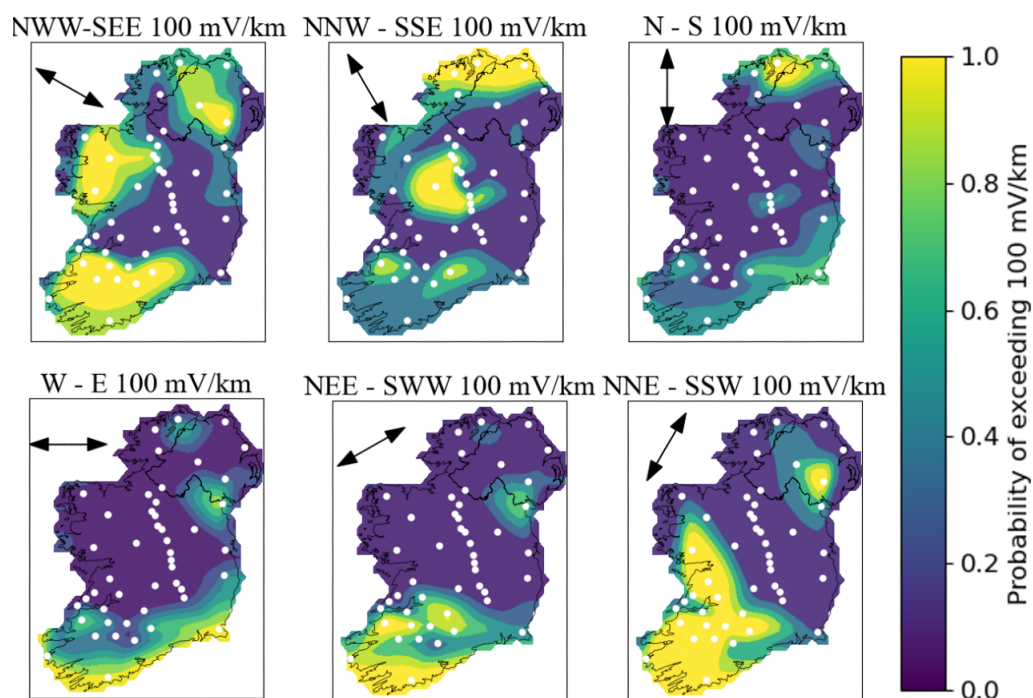 NWW-SEE 100 mV/km
NNW - SSE 100 mV/km
N - S 100 mV/km
W - E 100 mV/km
NEE - SWW 100 mV/km
NNE - SSW 100 mV/km
1.0
0.8
0.6
0.4
0.2
0.0
Probability of exceeding 100 mV/km